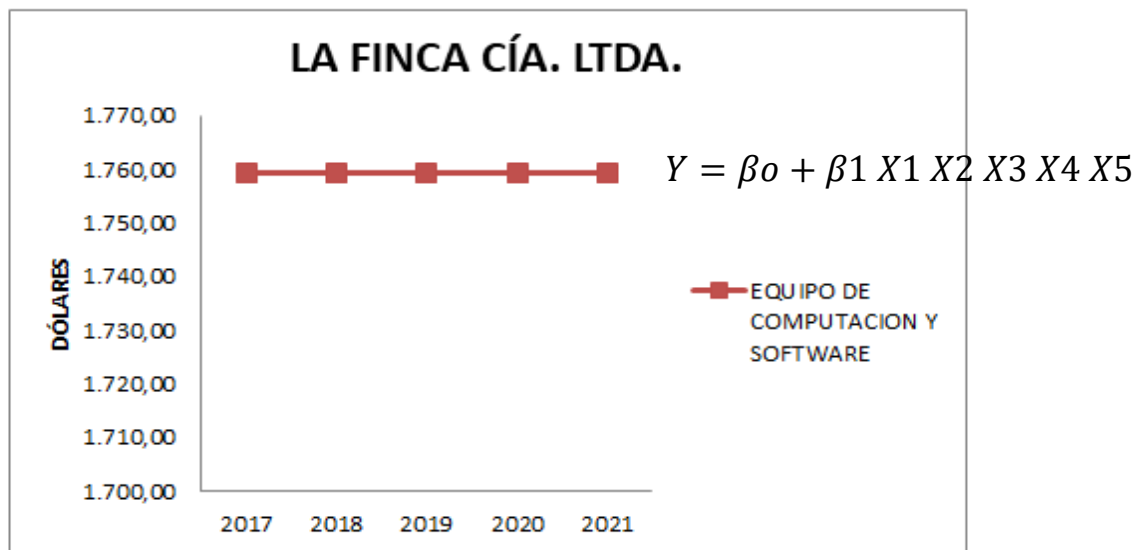 LA FINCA CÍA. LTDA.
1.770,00
1.760,00
1.750,00
1.740,00
1.730,00
1.720,00
1.710,00
1.700,00
DÓLARES
2017 2018 2019 2020 2021
Y = βo + β1 X1 X2 X3 X4 X5
EQUIPO DE
COMPUTACION Y
SOFTWARE